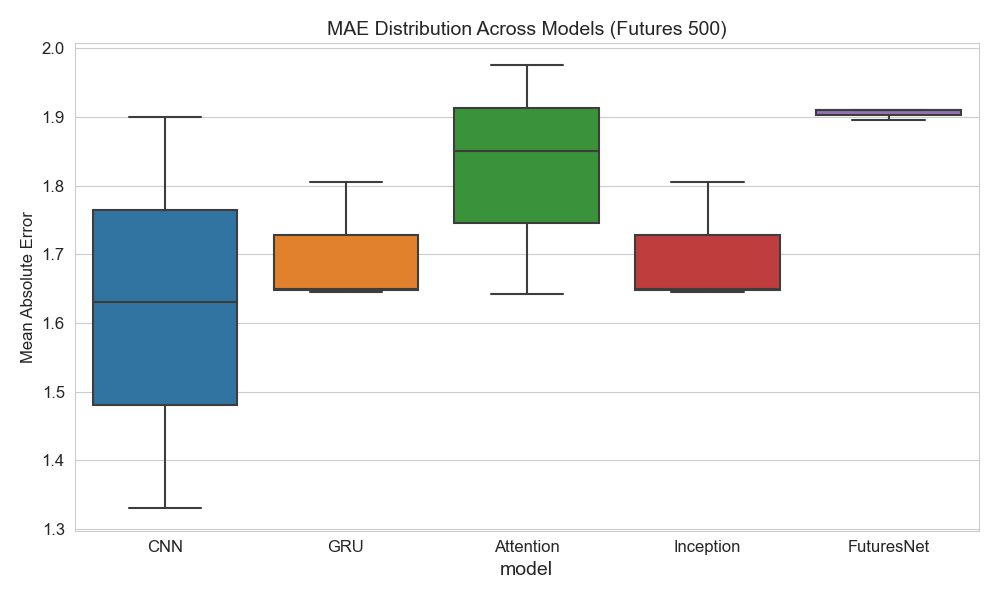 MAE Distribution Across Models (Futures 500)
Mean Absolute Error
2.0
1.9
1.8
1.7
1.6
1.5
1.4
1.3
CNN GRU Attention Inception FuturesNet
model